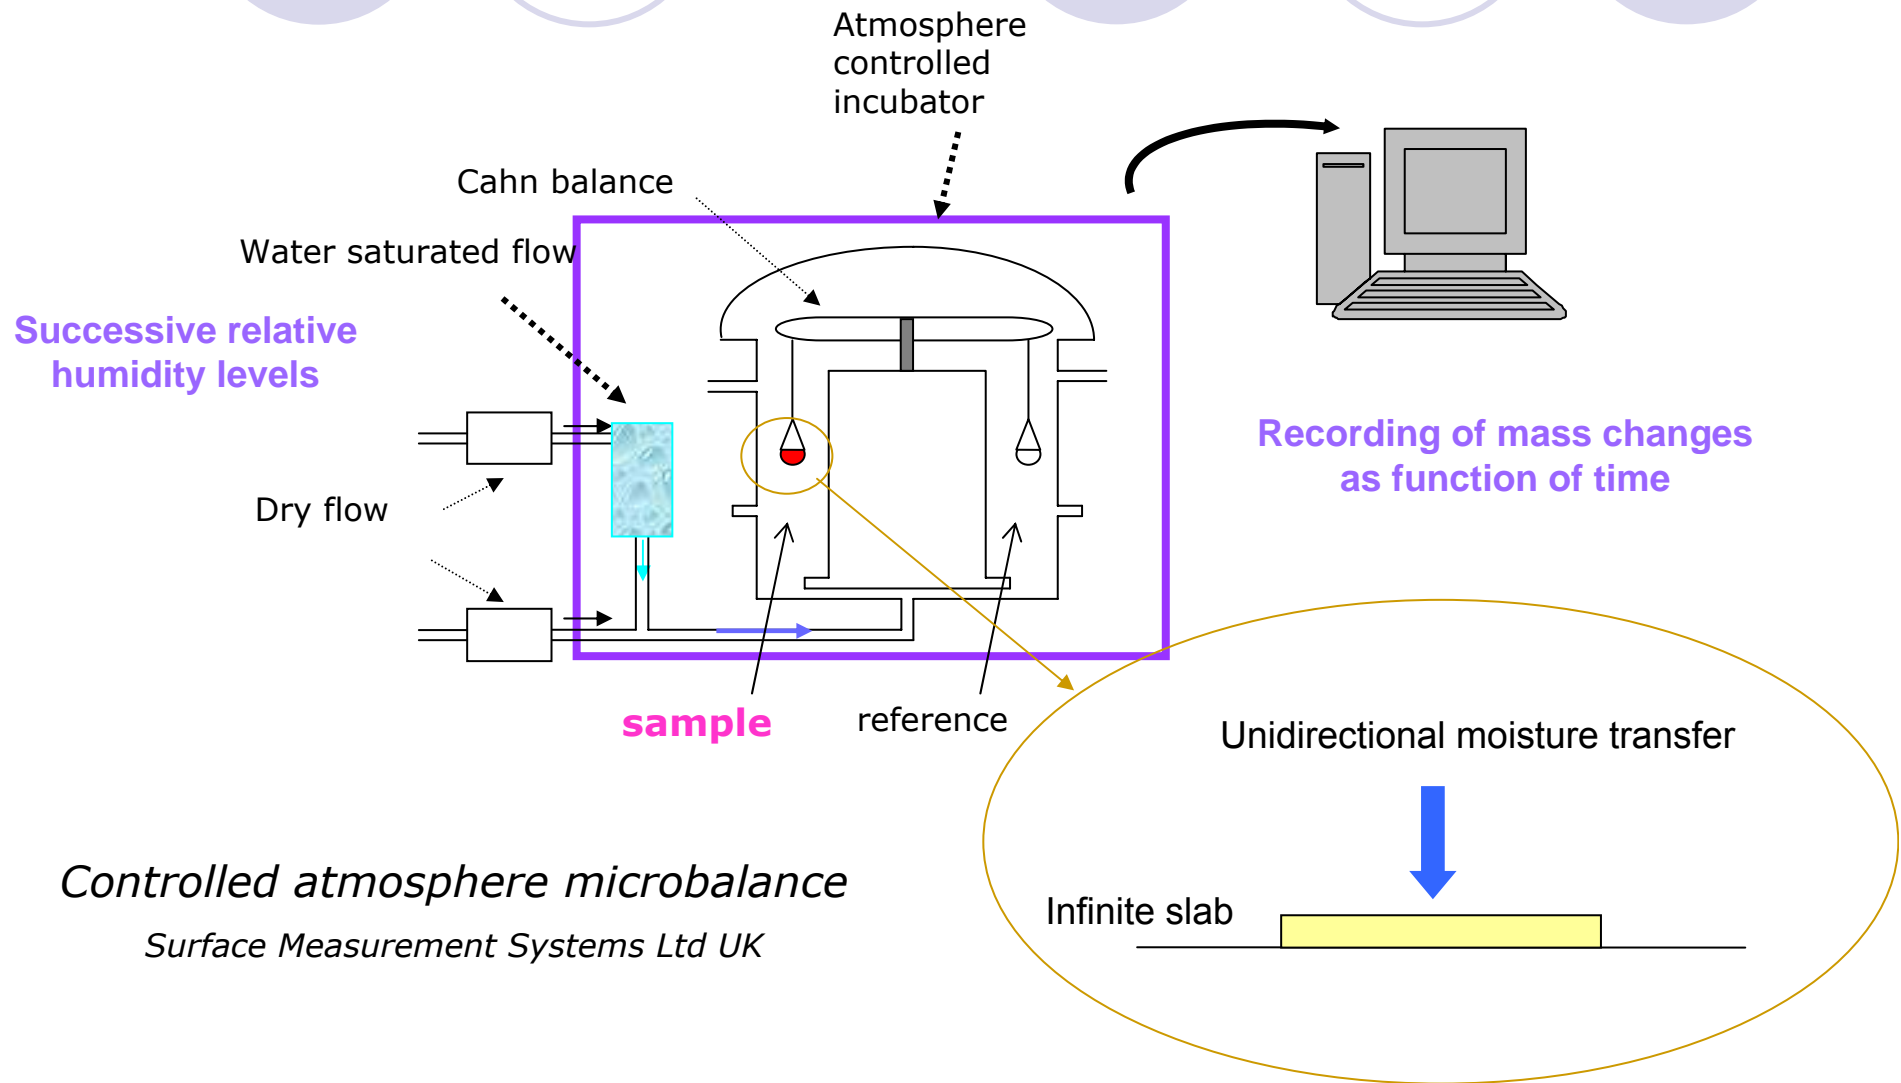 Atmosphere
controlled
incubator
Cahn balance
Water saturated flow
Successive relative
humidity levels
Dry flow
Recording of mass changes
as function of time
sample
reference
Unidirectional moisture transfer
Infinite slab
Controlled atmosphere microbalance
Surface Measurement Systems Ltd UK